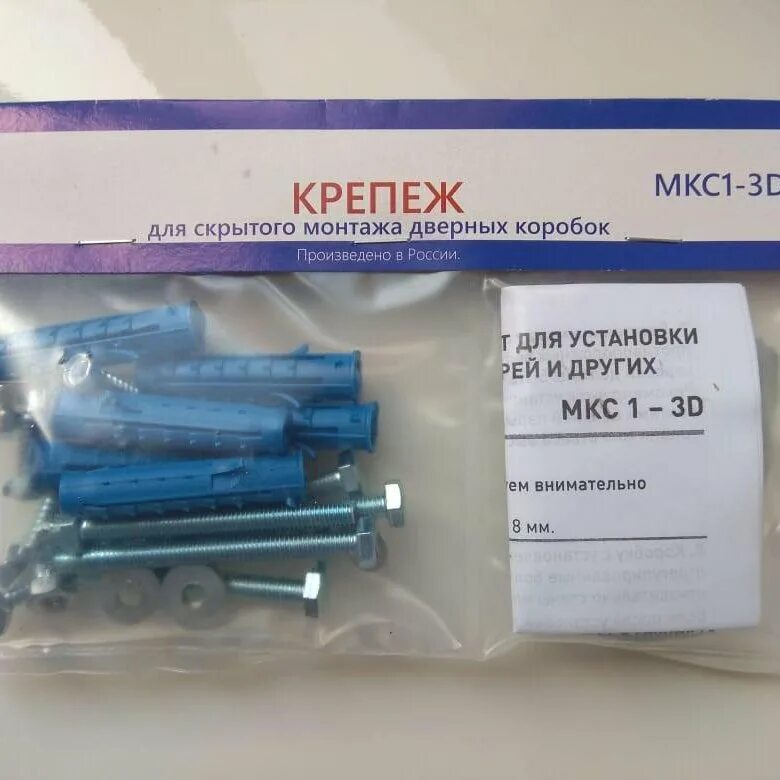 КРЕПЕЖ
МКС1-3D
для скрытого монтажа дверных коробок
Произведено в России.
Т ДЛЯ УСТАНОВКИ
РЕЙ И ДРУГИХ
МКС 1 – 3D
ем внимательно
8 мм.